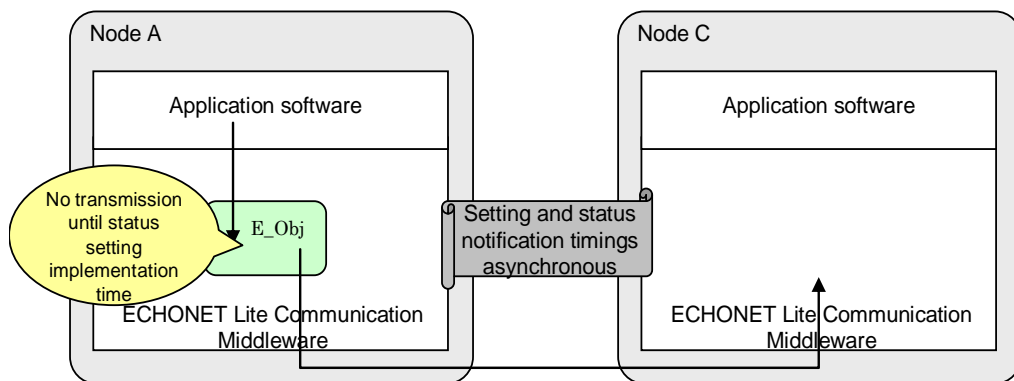 Node A
Node C
Application software
Application software
No transmission
until status
setting
implementation
time
E_Obj
Setting and status
notification timings
asynchronous
ECHONET Lite Communication
Middleware
ECHONET Lite Communication
Middleware